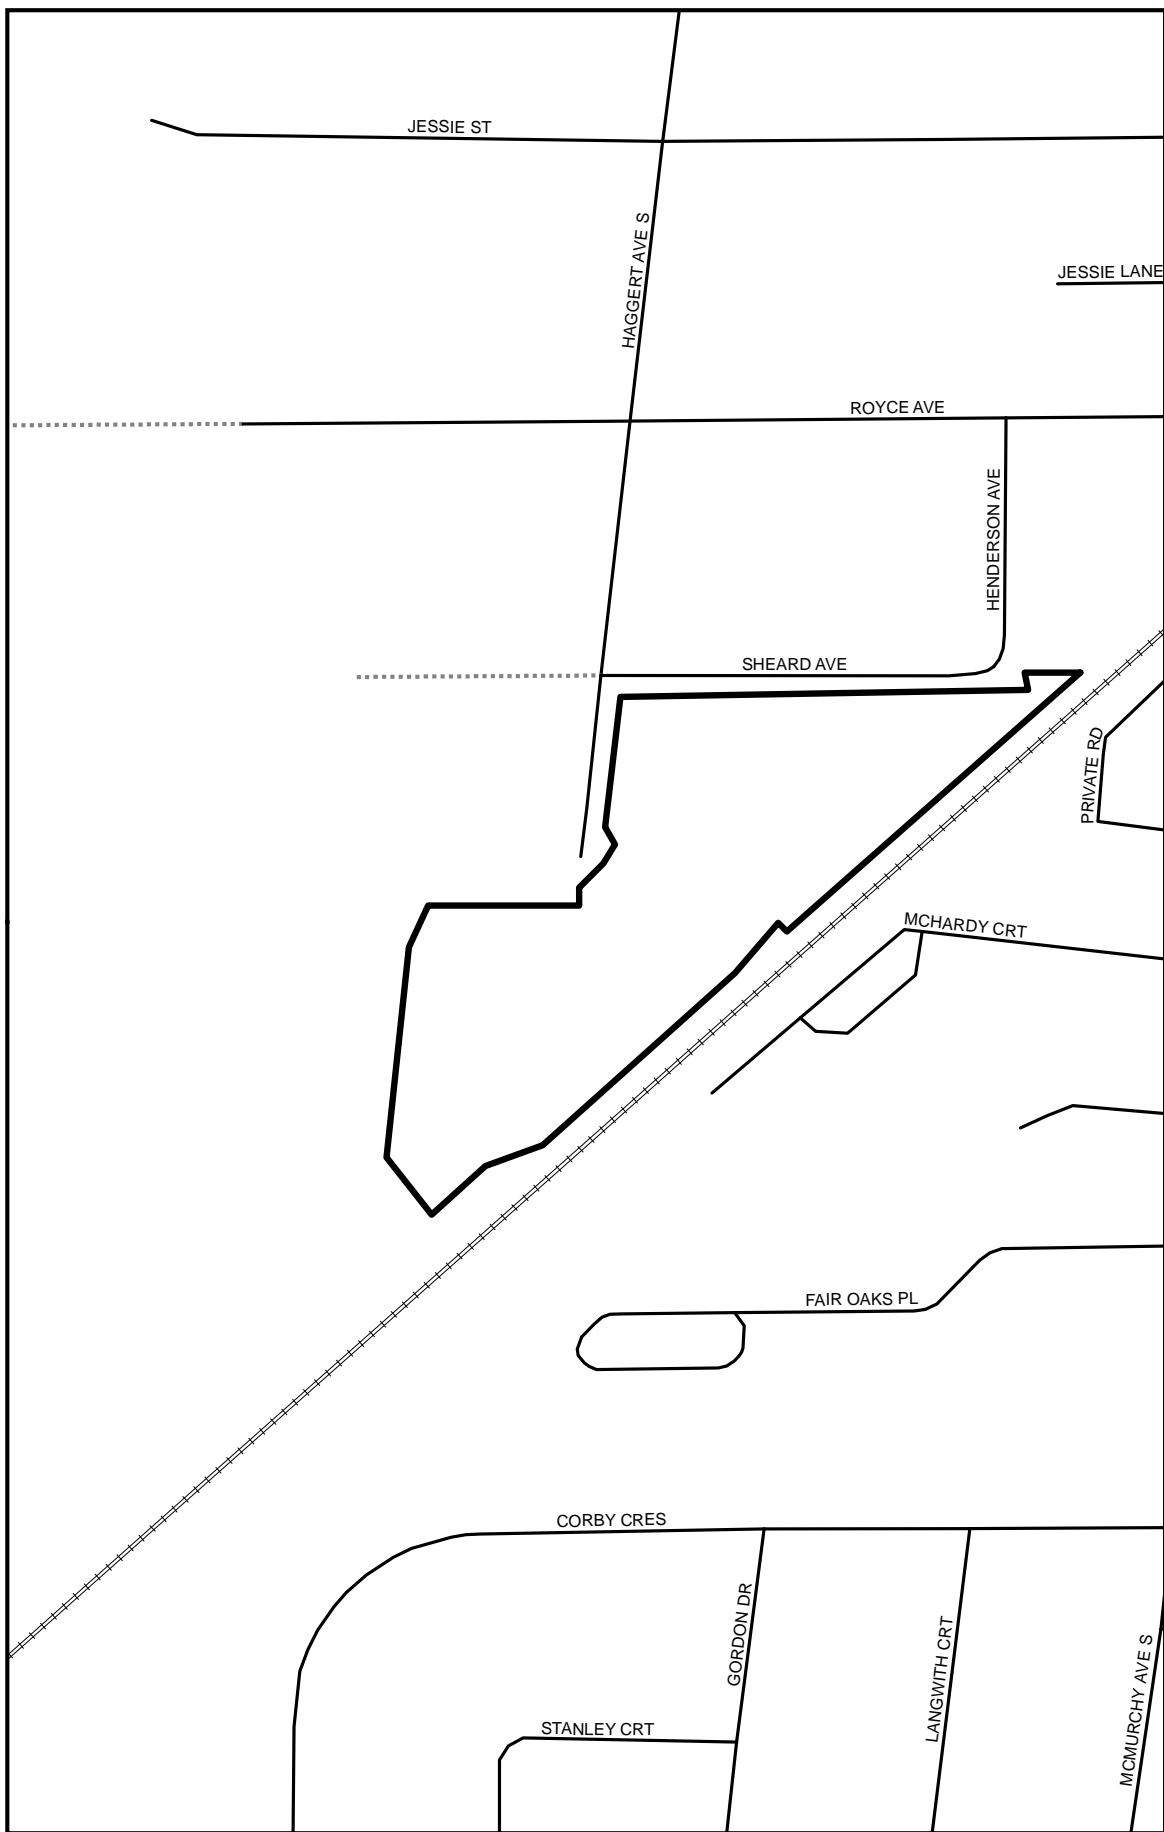 JESSIE ST
HAGGERT AVE S
JESSIE LANE
ROYCE AVE
HENDERSON AVE
SHEARD AVE
PRIVATE RD
MCHARDY CRT
FAIR OAKS PL
CORBY CRES
GORDON DR
LANGWITH CRT
MCMURCHY AVE S
STANLEY CRT